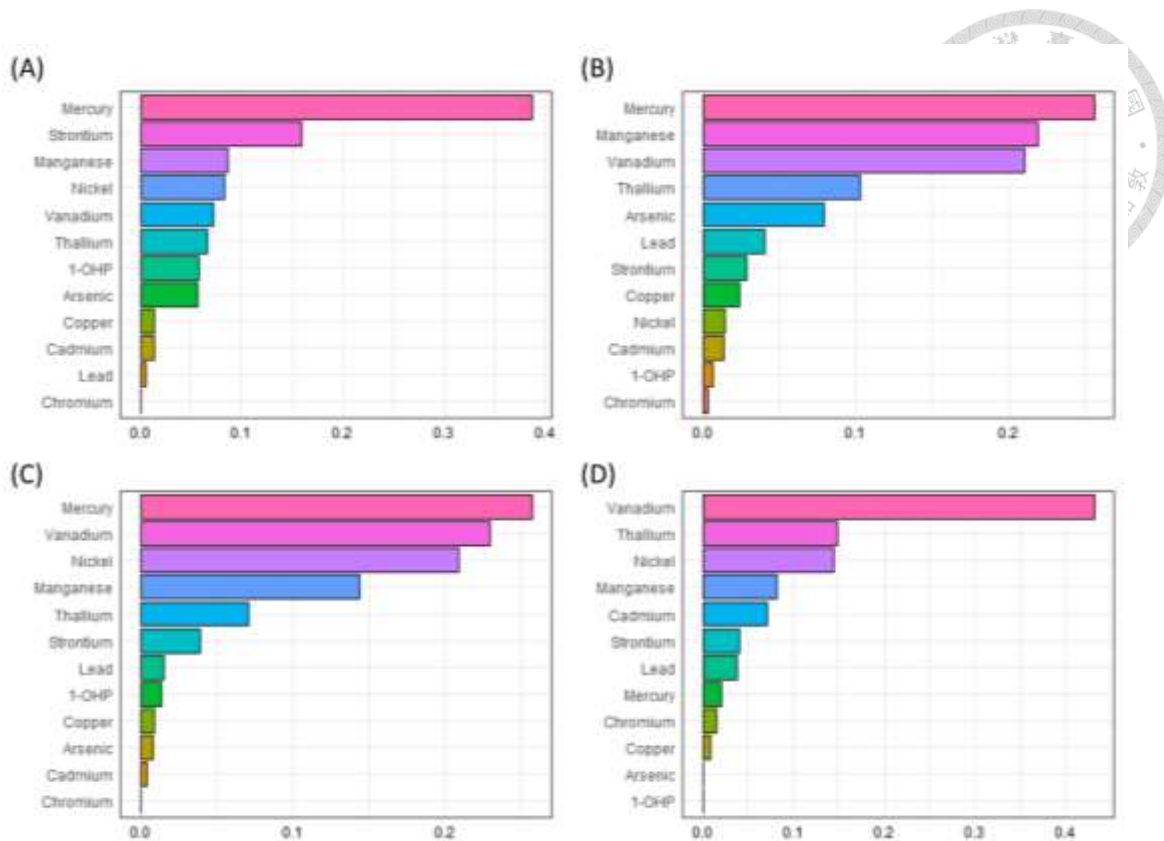 (A)
Mercury
Strontium
Manganese
Nickel
Vanadium
Thallium
1-OHP
Arsenic
Copper
Cadmium
Lead
Chromium
0.0 0.1 0.2 0.3 0.4
(B)
Mercury
Manganese
Vanadium
Thallium
Arsenic
Lead
Strontium
Copper
Nickel
Cadmium
1-OHP
Chromium
0.0 0.1 0.2
(C)
Mercury
Vanadium
Nickel
Manganese
Thallium
Strontium
Lead
1-OHP
Copper
Arsenic
Cadmium
Chromium
0.0 0.1 0.2
(D)
Vanadium
Thallium
Nickel
Manganese
Cadmium
Strontium
Lead
Mercury
Chromium
Copper
Arsenic
1-OHP
0.0 0.1 0.2 0.3 0.4